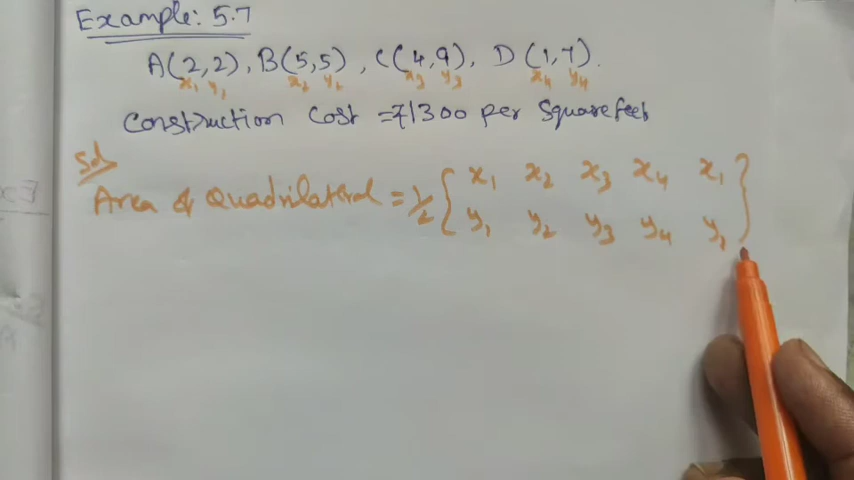 Example: 5.7
A(2,2), B(5,5), C(4,9), D(1,7).
x₁ y₁ x₂ y₂ x₃ y₃ x₄ y₄
Construction Cost = ₹1300 per Squarefeet
Sol
Area of Quadrilateral = 1/2 { x₁ x₂ x₃ x₄ x₁ }
y₁ y₂ y₃ y₄ y₁